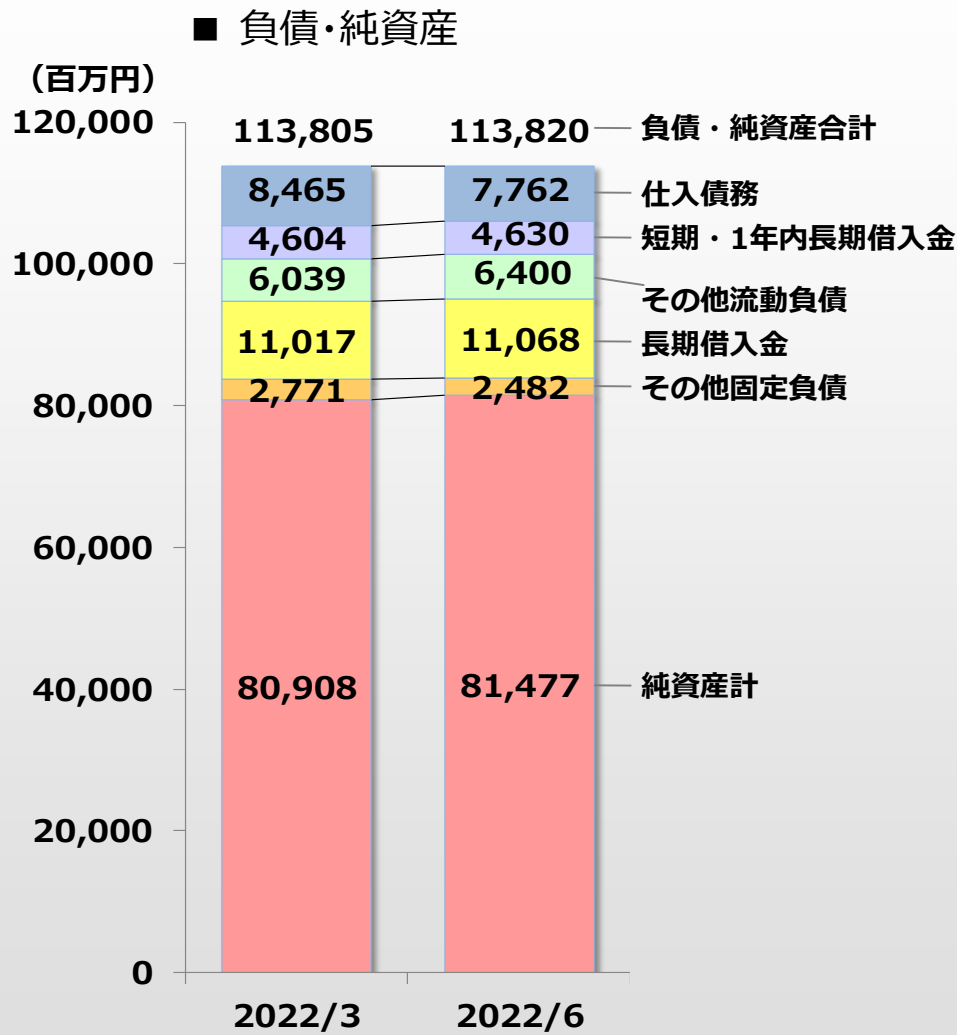 ■ 負債・純資産
（百万円）
120,000
113,805
113,820
負債・純資産合計
8,465
7,762
仕入債務
4,604
4,630
短期・1年内長期借入金
100,000
6,039
6,400
その他流動負債
11,017
11,068
長期借入金
2,771
2,482
その他固定負債
80,000
60,000
40,000
80,908
81,477
純資産計
20,000
0
2022/3
2022/6